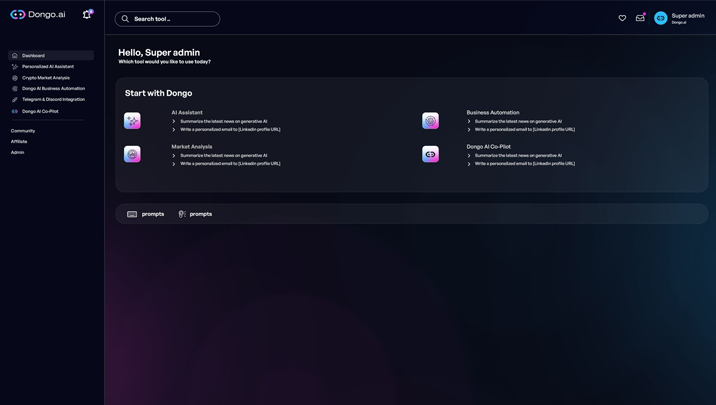 Dongo.ai
Search tool ..
Super admin
Dongo.ai
Dashboard
Personalized AI Assistant
Crypto Market Analysis
Dongo AI Business Automation
Telegram & Discord Integration
Dongo AI Co-Pilot
Community
Affiliate
Admin
Hello, Super admin
Which tool would you like to use today?
Start with Dongo
AI Assistant
Summarize the latest news on generative AI
Write a personalized email to [LinkedIn profile URL]
Business Automation
Summarize the latest news on generative AI
Write a personalized email to [LinkedIn profile URL]
Market Analysis
Summarize the latest news on generative AI
Write a personalized email to [LinkedIn profile URL]
Dongo AI Co-Pilot
Summarize the latest news on generative AI
Write a personalized email to [LinkedIn profile URL]
prompts
prompts